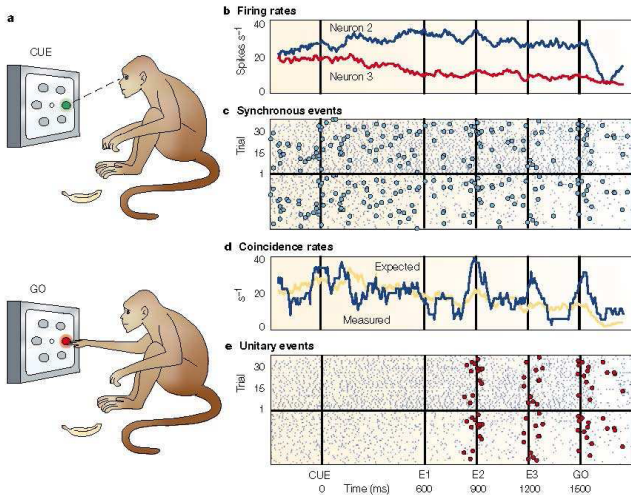 a
CUE
GO
b Firing rates
Spikes s⁻¹
40
20
0
Neuron 2
Neuron 3
c Synchronous events
Trial
30
15
1
d Coincidence rates
s⁻¹
40
20
0
Expected
Measured
e Unitary events
Trial
30
15
1
CUE E1 E2 E3 GO
0 Time (ms) 600 900 1200 1500